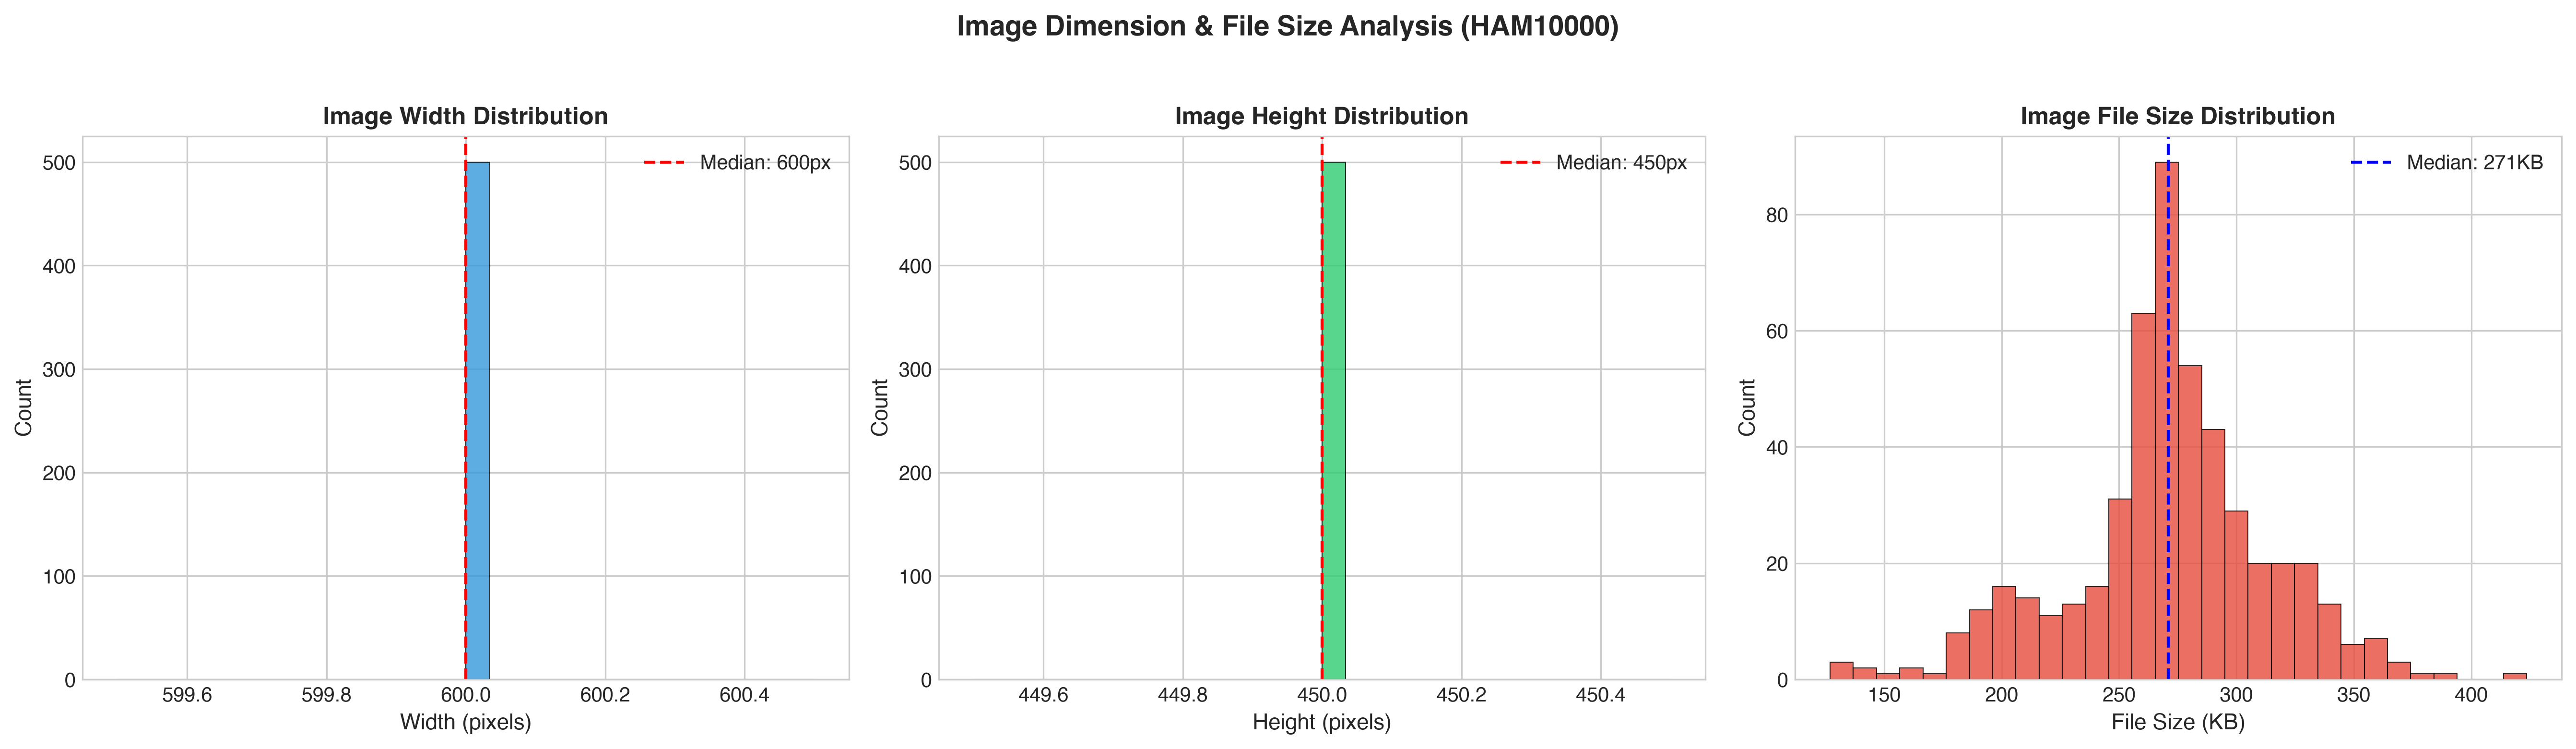 Image Dimension & File Size Analysis (HAM10000)
Image Width Distribution
500
400
300
200
100
0
Count
Median: 600px
599.6 599.8 600.0 600.2 600.4
Width (pixels)
Image Height Distribution
500
400
300
200
100
0
Count
Median: 450px
449.6 449.8 450.0 450.2 450.4
Height (pixels)
Image File Size Distribution
80
60
40
20
0
Count
Median: 271KB
150 200 250 300 350 400
File Size (KB)